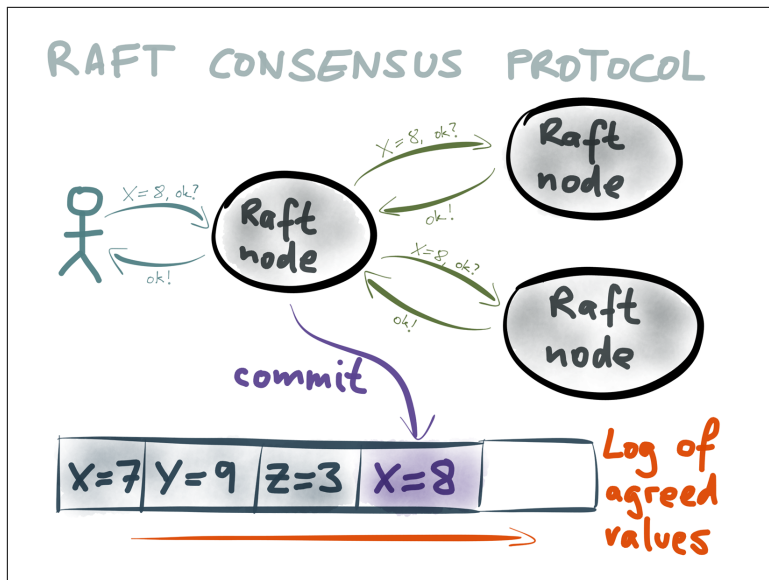 RAFT CONSENSUS PROTOCOL
X=8, ok?
ok!
Raft
node
X=8, ok?
ok!
Raft
node
X=8, ok?
ok!
Raft
node
commit
X=7 Y=9 Z=3 X=8
Log of
agreed
values